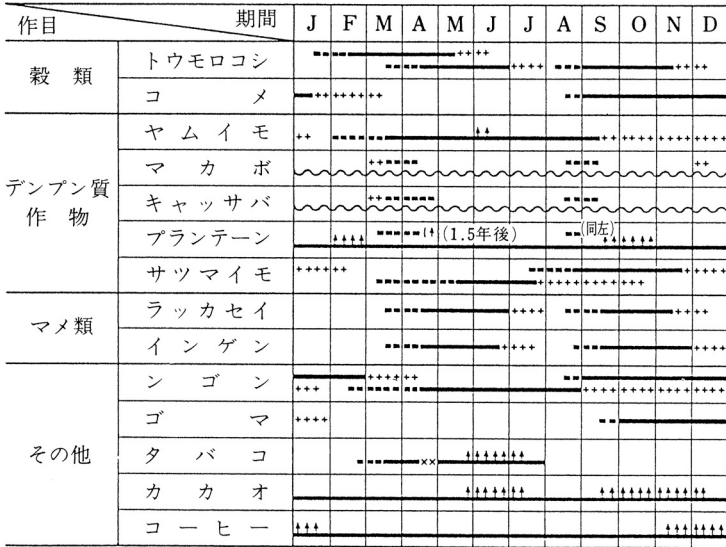 期間
作目
J F M A M J J A S O N D
穀類
トウモロコシ
コメ
デンプン質作物
ヤムイモ
マカボ
キャッサバ
プランテーン (1.5年後) (同左)
サツマイモ
マメ類
ラッカセイ
インゲン
その他
ンゴン
ゴマ
タバコ
カカオ
コーヒー